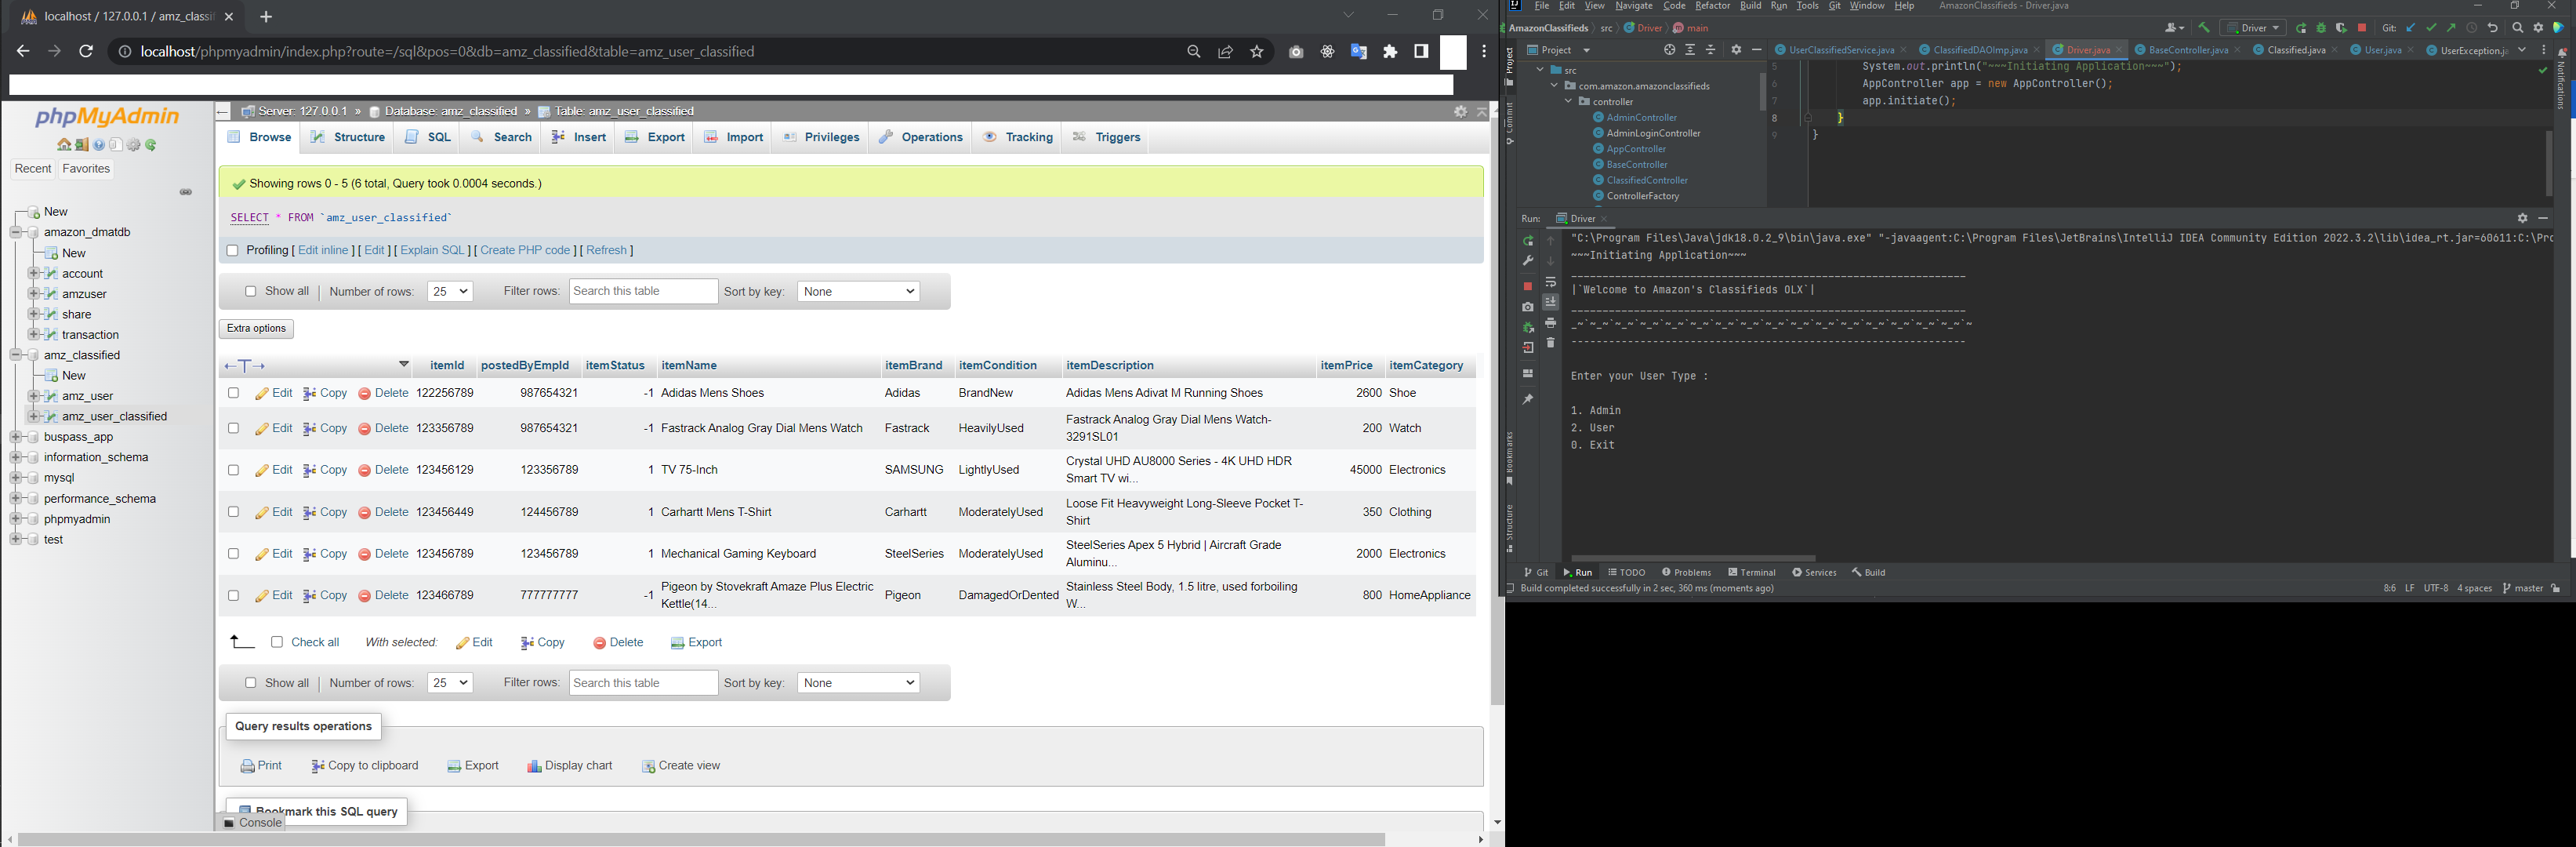 localhost / 127.0.0.1 / amz_classif
localhost/phpmyadmin/index.php?route=/sql&pos=0&db=amz_classified&table=amz_user_classified
phpMyAdmin
Recent Favorites
New
amazon_dmatdb
New
account
amzuser
share
transaction
amz_classified
New
amz_user
amz_user_classified
buspass_app
information_schema
mysql
performance_schema
phpmyadmin
test
Server: 127.0.0.1 » Database: amz_classified » Table: amz_user_classified
Browse Structure SQL Search Insert Export Import Privileges Operations Tracking Triggers
Showing rows 0 - 5 (6 total, Query took 0.0004 seconds.)
SELECT * FROM `amz_user_classified`
Profiling [ Edit inline ] [ Edit ] [ Explain SQL ] [ Create PHP code ] [ Refresh ]
Show all | Number of rows: 25 Filter rows: Search this table Sort by key: None
Extra options
itemId postedByEmpId itemStatus itemName itemBrand itemCondition itemDescription itemPrice itemCategory
Edit Copy Delete 122256789 987654321 -1 Adidas Mens Shoes Adidas BrandNew Adidas Mens Adivat M Running Shoes 2600 Shoe
Edit Copy Delete 123356789 987654321 -1 Fastrack Analog Gray Dial Mens Watch Fastrack HeavilyUsed Fastrack Analog Gray Dial Mens Watch-
3291SL01 200 Watch
Edit Copy Delete 123456129 123356789 1 TV 75-Inch SAMSUNG LightlyUsed Crystal UHD AU8000 Series - 4K UHD HDR
Smart TV wi... 45000 Electronics
Edit Copy Delete 123456449 124456789 1 Carhartt Mens T-Shirt Carhartt ModeratelyUsed Loose Fit Heavyweight Long-Sleeve Pocket T-
Shirt 350 Clothing
Edit Copy Delete 123456789 123456789 1 Mechanical Gaming Keyboard SteelSeries ModeratelyUsed SteelSeries Apex 5 Hybrid | Aircraft Grade
Aluminu... 2000 Electronics
Edit Copy Delete 123466789 777777777 -1 Pigeon by Stovekraft Amaze Plus Electric
Kettle(14... Pigeon DamagedOrDented Stainless Steel Body, 1.5 litre, used forboiling
W... 800 HomeAppliance
Check all With selected: Edit Copy Delete Export
Show all | Number of rows: 25 Filter rows: Search this table Sort by key: None
Query results operations
Print Copy to clipboard Export Display chart Create view
Bookmark this SQL query
Console
File Edit View Navigate Code Refactor Build Run Tools Git Window Help AmazonClassifieds - Driver.java
AmazonClassifieds src Driver main
Driver Git:
Project
UserClassifiedService.java ClassifiedDAOImp.java Driver.java BaseController.java Classified.java User.java UserException.ja
src
com.amazon.amazonclassifieds
controller
AdminController
AdminLoginController
AppController
BaseController
ClassifiedController
ControllerFactory
5 System.out.println("~~~Initiating Application~~~");
6 AppController app = new AppController();
7 app.initiate();
8 }
9 }
Project
Commit
Bookmarks
Structure
Notifications
Run: Driver
"C:\Program Files\Java\jdk18.0.2_9\bin\java.exe" "-javaagent:C:\Program Files\JetBrains\IntelliJ IDEA Community Edition 2022.3.2\lib\idea_rt.jar=60611:C:\Pro
~~~Initiating Application~~~
|`Welcome to Amazon's Classifieds OLX`|
Enter your User Type :
1. Admin
2. User
0. Exit
Git Run TODO Problems Terminal Services Build
Build completed successfully in 2 sec, 360 ms (moments ago)
8:6 LF UTF-8 4 spaces master